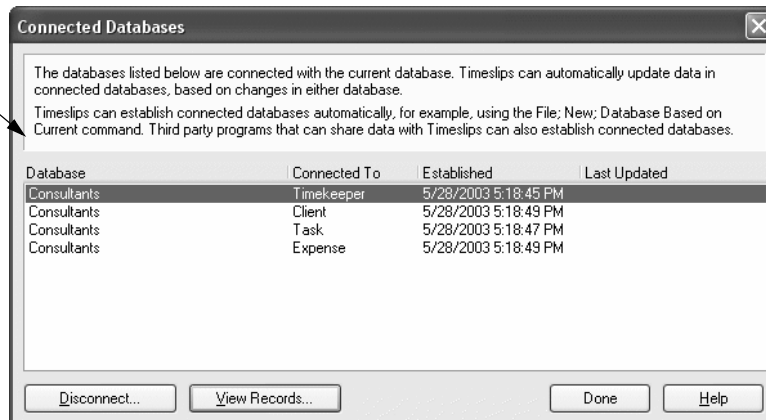 Connected Databases
The databases listed below are connected with the current database. Timeslips can automatically update data in
connected databases, based on changes in either database.
Timeslips can establish connected databases automatically, for example, using the File; New; Database Based on
Current command. Third party programs that can share data with Timeslips can also establish connected databases.
Database Connected To Established Last Updated
Consultants Timekeeper 5/28/2003 5:18:45 PM
Consultants Client 5/28/2003 5:18:49 PM
Consultants Task 5/28/2003 5:18:47 PM
Consultants Expense 5/28/2003 5:18:49 PM
Disconnect... View Records... Done Help